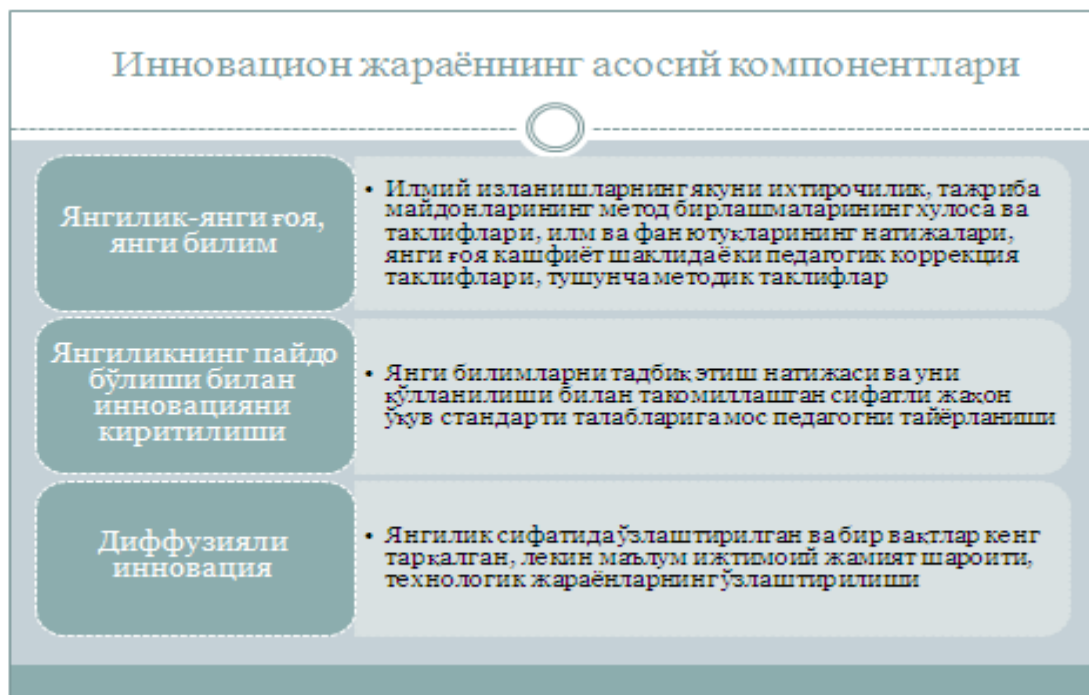 Инновацион жараённинг асосий компонентлари
Янгилик-янги ғоя,
янги билим
• Илмий изланишларнинг якуни ихтирочилик, тажриба
майдонларининг метод бирлашмаларининг хулоса ва
таклифлари, илм ва фан ютуқларининг натижалари,
янги ғоя кашфиёт шаклида ёки педагогик коррекция
таклифлари, тушунча методик таклифлар
Янгиликнинг пайдо
бўлиши билан
инновацияни
киритилиши
• Янги билимларни тадбиқ этиш натижаси ва уни
қўлланилиши билан такомиллашган сифатли жаҳон
ўқув стандарти талабларига мос педагогни тайёрланиши
Диффузияли
инновация
• Янгилик сифатида ўзлаштирилган ва бир вақтлар кенг
тарқалган, лекин маълум ижтимоий жамият шароити,
технологик жараёнларнинг ўзлаштирилиши